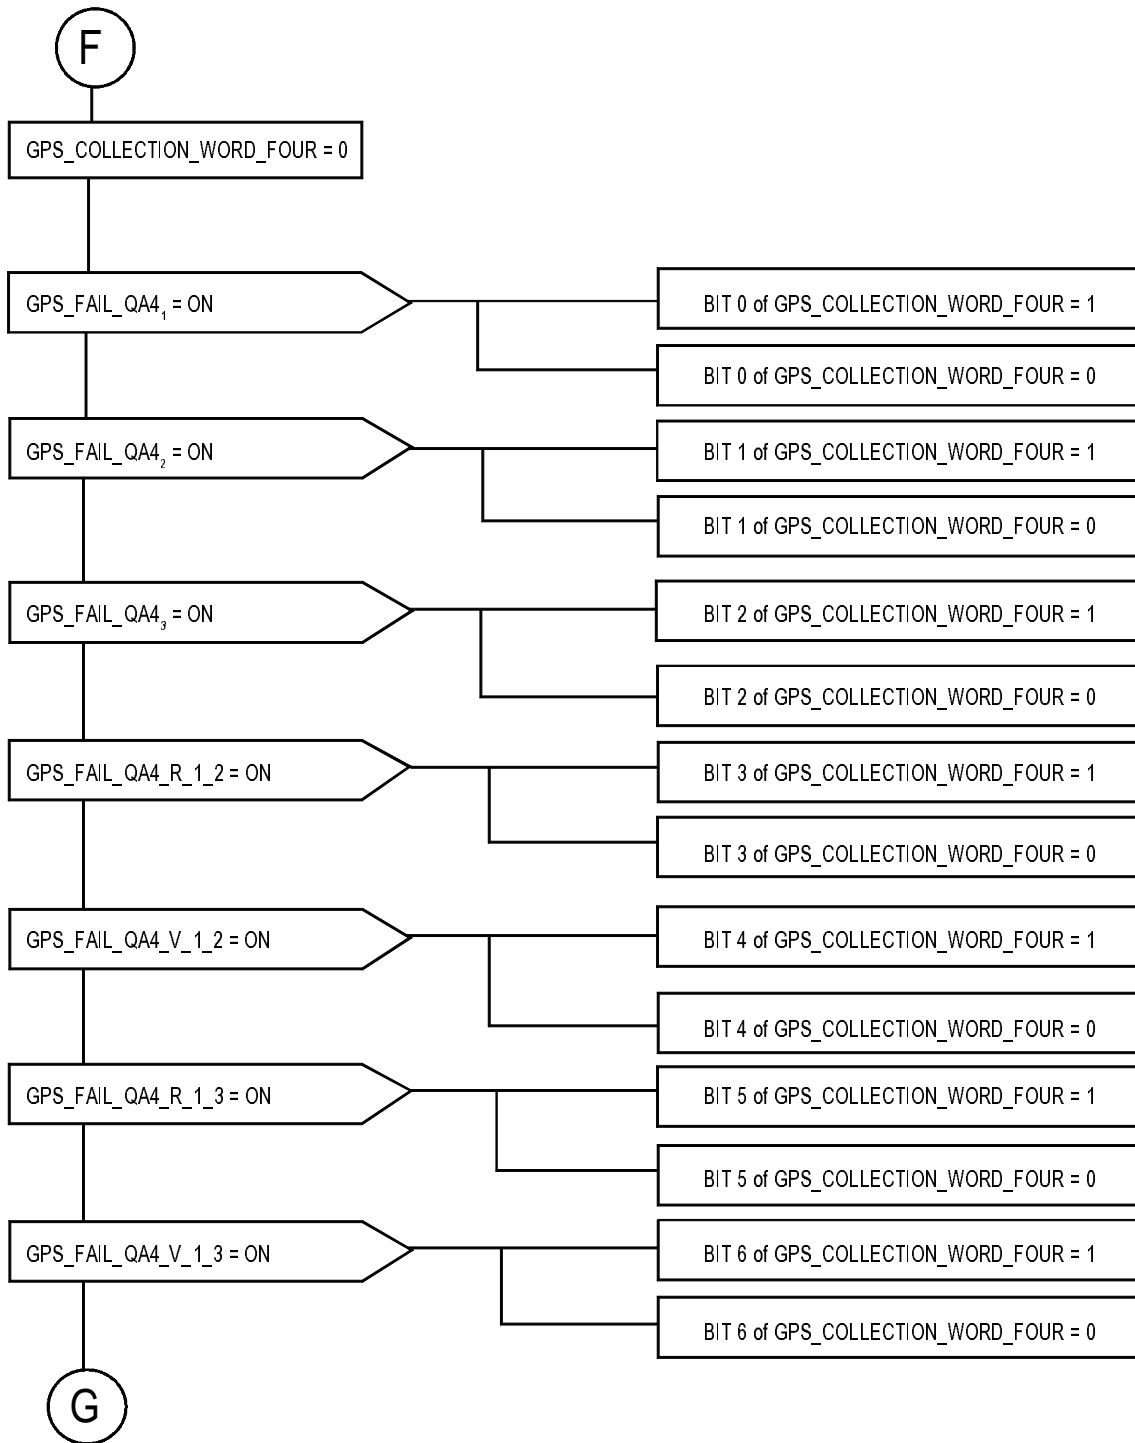 F
GPS_COLLECTION_WORD_FOUR = 0
GPS_FAIL_QA4₁ = ON
BIT 0 of GPS_COLLECTION_WORD_FOUR = 1
BIT 0 of GPS_COLLECTION_WORD_FOUR = 0
GPS_FAIL_QA4₂ = ON
BIT 1 of GPS_COLLECTION_WORD_FOUR = 1
BIT 1 of GPS_COLLECTION_WORD_FOUR = 0
GPS_FAIL_QA4₃ = ON
BIT 2 of GPS_COLLECTION_WORD_FOUR = 1
BIT 2 of GPS_COLLECTION_WORD_FOUR = 0
GPS_FAIL_QA4_R_1_2 = ON
BIT 3 of GPS_COLLECTION_WORD_FOUR = 1
BIT 3 of GPS_COLLECTION_WORD_FOUR = 0
GPS_FAIL_QA4_V_1_2 = ON
BIT 4 of GPS_COLLECTION_WORD_FOUR = 1
BIT 4 of GPS_COLLECTION_WORD_FOUR = 0
GPS_FAIL_QA4_R_1_3 = ON
BIT 5 of GPS_COLLECTION_WORD_FOUR = 1
BIT 5 of GPS_COLLECTION_WORD_FOUR = 0
GPS_FAIL_QA4_V_1_3 = ON
BIT 6 of GPS_COLLECTION_WORD_FOUR = 1
BIT 6 of GPS_COLLECTION_WORD_FOUR = 0
G